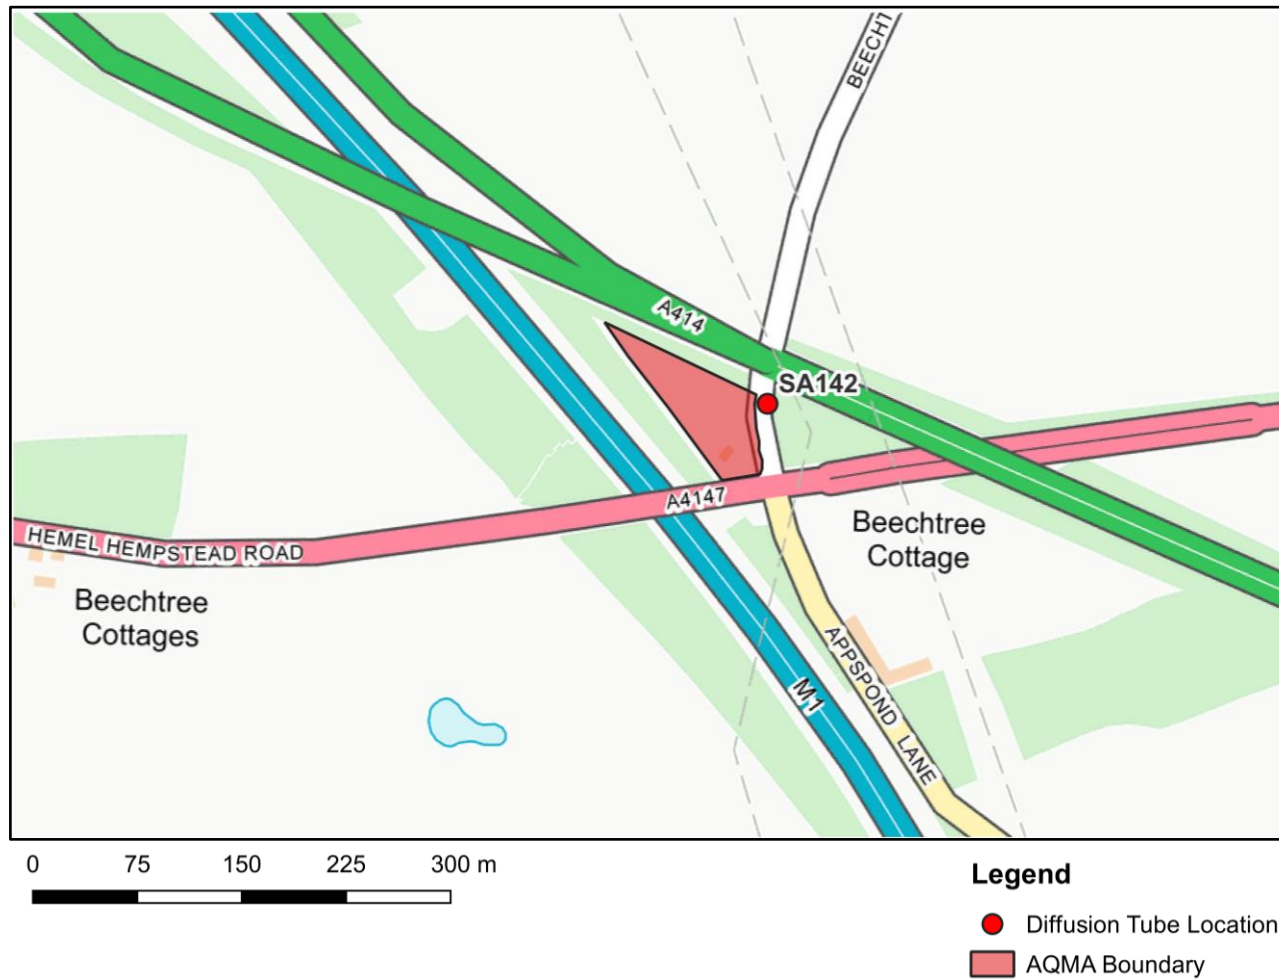 BEECHT
A414
SA142
A4147
HEMEL HEMPSTEAD ROAD
Beechtree
Cottage
Beechtree
Cottages
APPSPOND LANE
M1
0 75 150 225 300 m
Legend
Diffusion Tube Location
AQMA Boundary